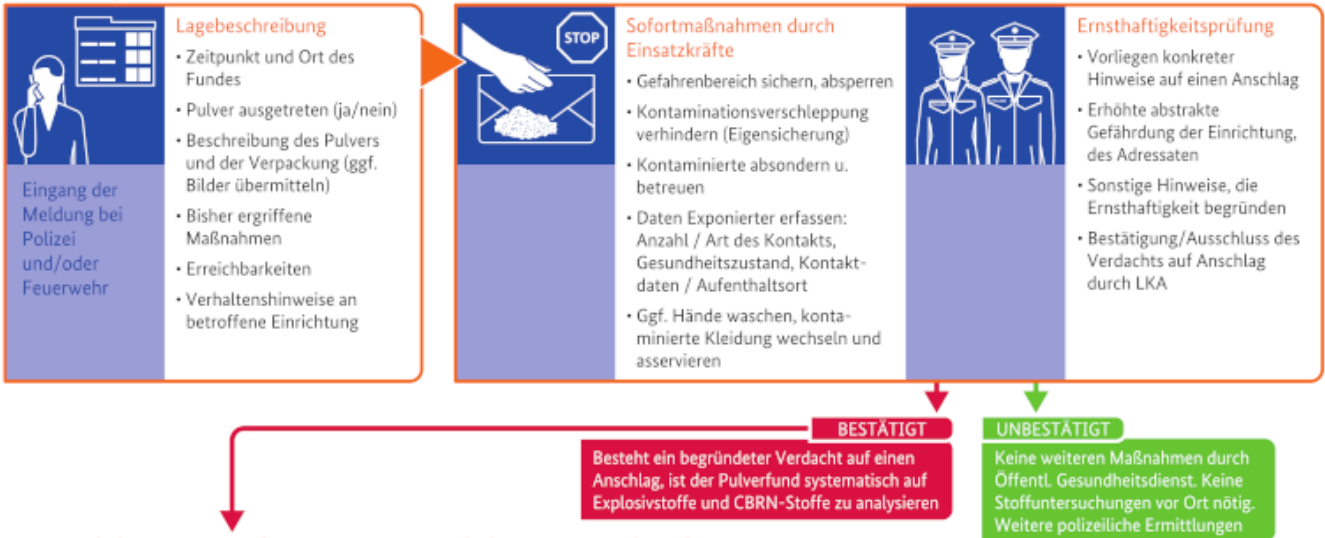 Eingang der
Meldung bei
Polizei
und/oder
Feuerwehr
Lagebeschreibung
• Zeitpunkt und Ort des
Fundes
• Pulver ausgetreten (ja/nein)
• Beschreibung des Pulvers
und der Verpackung (ggf.
Bilder übermitteln)
• Bisher ergriffene
Maßnahmen
• Erreichbarkeiten
• Verhaltenshinweise an
betroffene Einrichtung
STOP
Sofortmaßnahmen durch
Einsatzkräfte
• Gefahrenbereich sichern, absperren
• Kontaminationsverschleppung
verhindern (Eigensicherung)
• Kontaminierte absondern u.
betreuen
• Daten Exponierter erfassen:
Anzahl / Art des Kontakts,
Gesundheitszustand, Kontakt-
daten / Aufenthaltsort
• Ggf. Hände waschen, konta-
minierte Kleidung wechseln und
asservieren
Ernsthaftigkeitsprüfung
• Vorliegen konkreter
Hinweise auf einen Anschlag
• Erhöhte abstrakte
Gefährdung der Einrichtung,
des Adressaten
• Sonstige Hinweise, die
Ernsthaftigkeit begründen
• Bestätigung/Ausschluss des
Verdachts auf Anschlag
durch LKA
BESTÄTIGT
Besteht ein begründeter Verdacht auf einen
Anschlag, ist der Pulverfund systematisch auf
Explosivstoffe und CBRN-Stoffe zu analysieren
UNBESTÄTIGT
Keine weiteren Maßnahmen durch
Öffentl. Gesundheitsdienst. Keine
Stoffuntersuchungen vor Ort nötig.
Weitere polizeiliche Ermittlungen